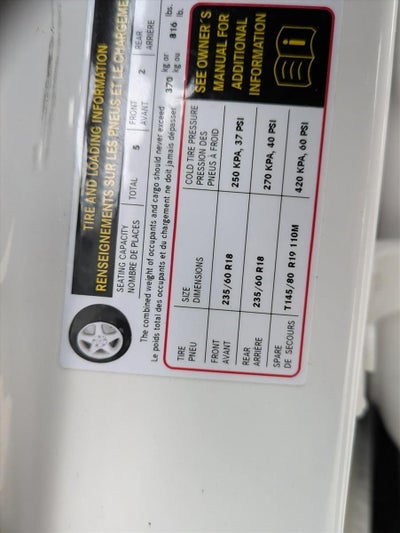 TIRE AND LOADING INFORMATION
RENSEIGNEMENTS SUR LES PNEUS ET LE CHARGEME
SEATING CAPACITY TOTAL 5 FRONT 2 REAR
NOMBRE DE PLACES AVANT ARRIERE
The combined weight of occupants and cargo should never exceed 370 kg or 816 lbs.
Le poids total des occupants et du chargement ne doit jamais dépasser kg ou lb.
TIRE SIZE COLD TIRE PRESSURE
PNEU DIMENSIONS PRESSION DES
PNEUS À FROID
FRONT 235/60 R18 250 KPA, 37 PSI
AVANT
REAR 235/60 R18 270 KPA, 40 PSI
ARRIÈRE
SPARE T145/80 R19 110M 420 KPA, 60 PSI
DE SECOURS
SEE OWNER'S
MANUAL FOR
ADDITIONAL
INFORMATION